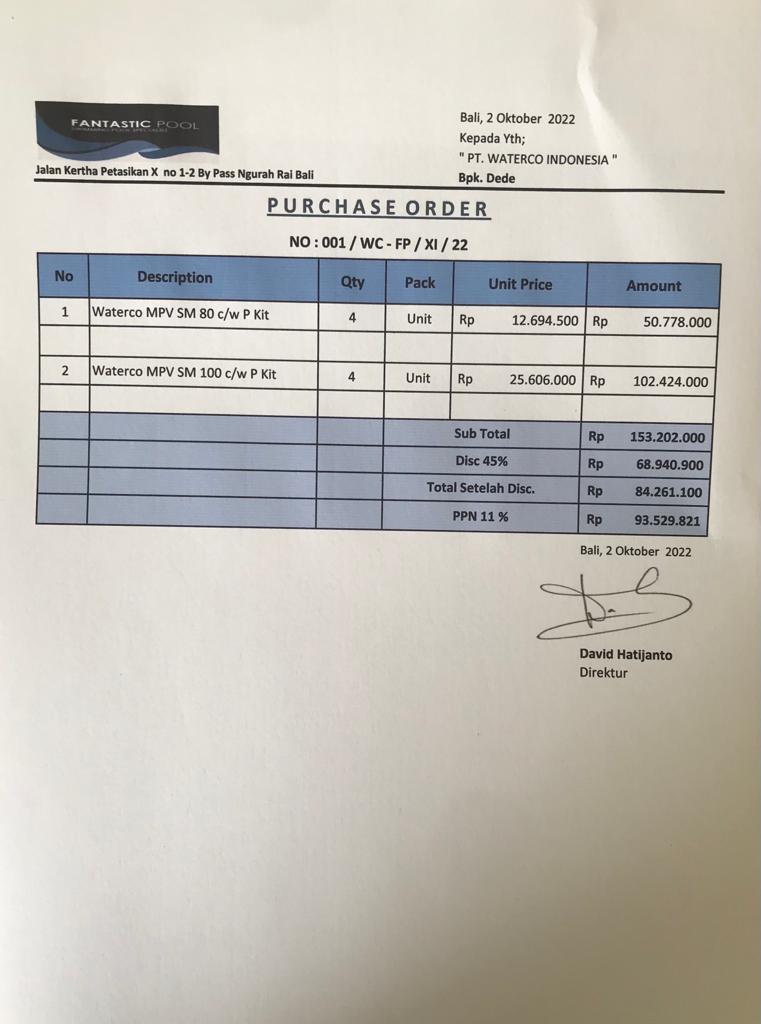 FANTASTIC POOL
SWIMMING POOL SPECIALIST
Jalan Kertha Petasikan X no 1-2 By Pass Ngurah Rai Bali
Bali, 2 Oktober 2022
Kepada Yth;
" PT. WATERCO INDONESIA "
Bpk. Dede
PURCHASE ORDER
NO : 001 / WC - FP / XI / 22
No Description Qty Pack Unit Price Amount
1 Waterco MPV SM 80 c/w P Kit 4 Unit Rp 12.694.500 Rp 50.778.000
2 Waterco MPV SM 100 c/w P Kit 4 Unit Rp 25.606.000 Rp 102.424.000
Sub Total Rp 153.202.000
Disc 45% Rp 68.940.900
Total Setelah Disc. Rp 84.261.100
PPN 11 % Rp 93.529.821
Bali, 2 Oktober 2022
David Hatijanto
Direktur